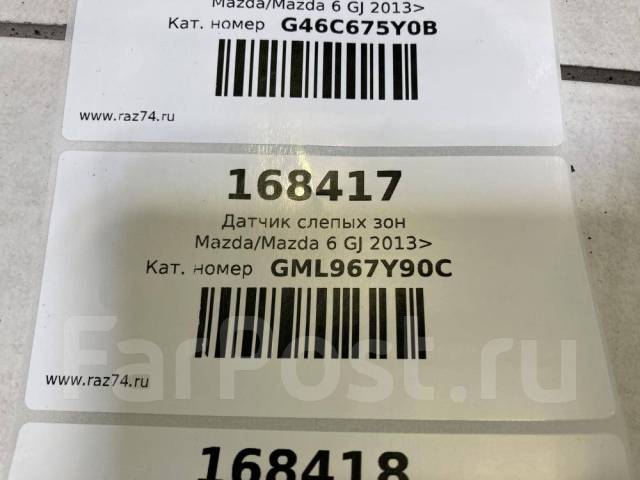 Mazda/Mazda 6 GJ 2013>
Кат. номер G46C675Y0B
www.raz74.ru
168417
Датчик слепых зон
Mazda/Mazda 6 GJ 2013>
Кат. номер GML967Y90C
www.raz74.ru
FarPost.ru
168418